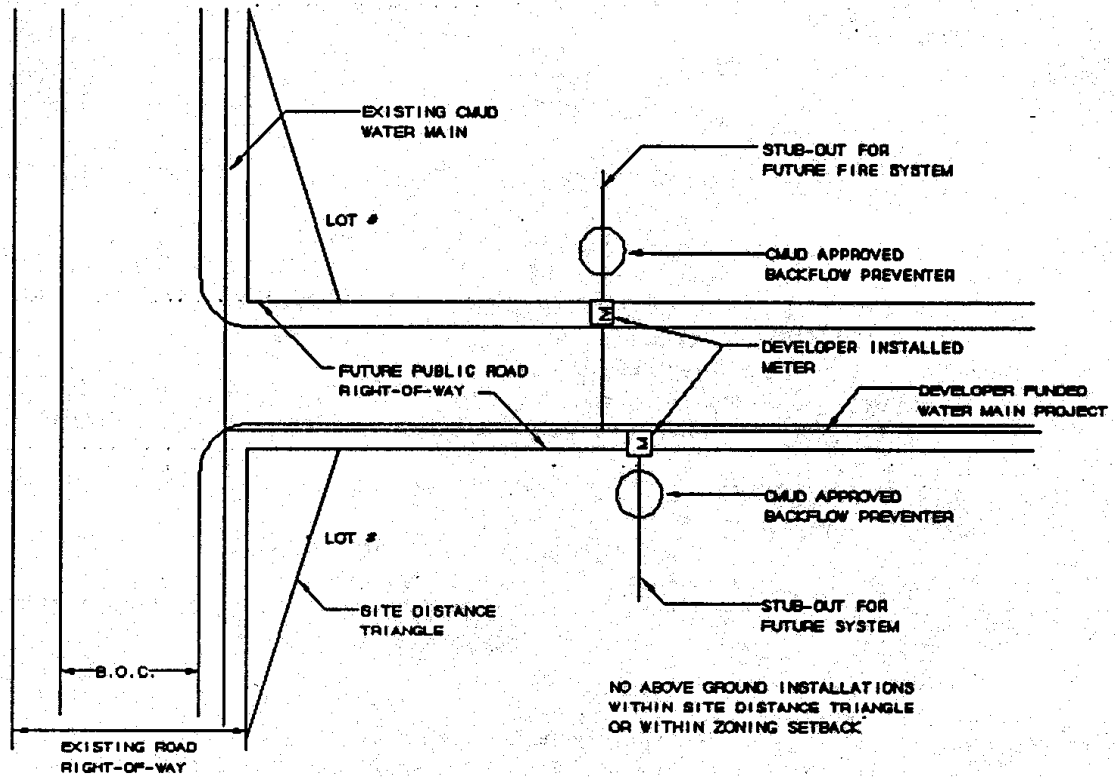 EXISTING CMUD
WATER MAIN
STUB-OUT FOR
FUTURE FIRE SYSTEM
LOT #
CMUD APPROVED
BACKFLOW PREVENTER
M
DEVELOPER INSTALLED
METER
FUTURE PUBLIC ROAD
RIGHT-OF-WAY
DEVELOPER FUNDED
WATER MAIN PROJECT
M
CMUD APPROVED
BACKFLOW PREVENTER
LOT #
SITE DISTANCE
TRIANGLE
STUB-OUT FOR
FUTURE SYSTEM
B.O.C.
NO ABOVE GROUND INSTALLATIONS
WITHIN SITE DISTANCE TRIANGLE
OR WITHIN ZONING SETBACK
EXISTING ROAD
RIGHT-OF-WAY